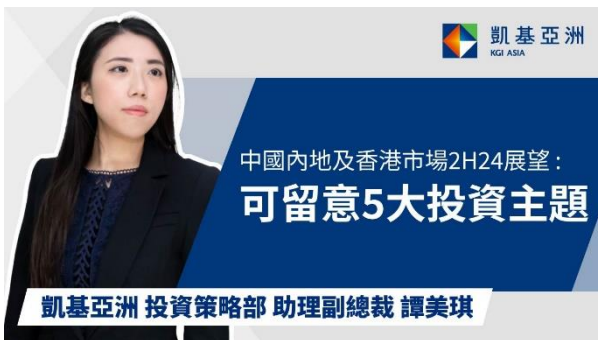 凱基亞洲
KGI ASIA
中國內地及香港市場2H24展望：
可留意5大投資主題
凱基亞洲 投資策略部 助理副總裁 譚美琪